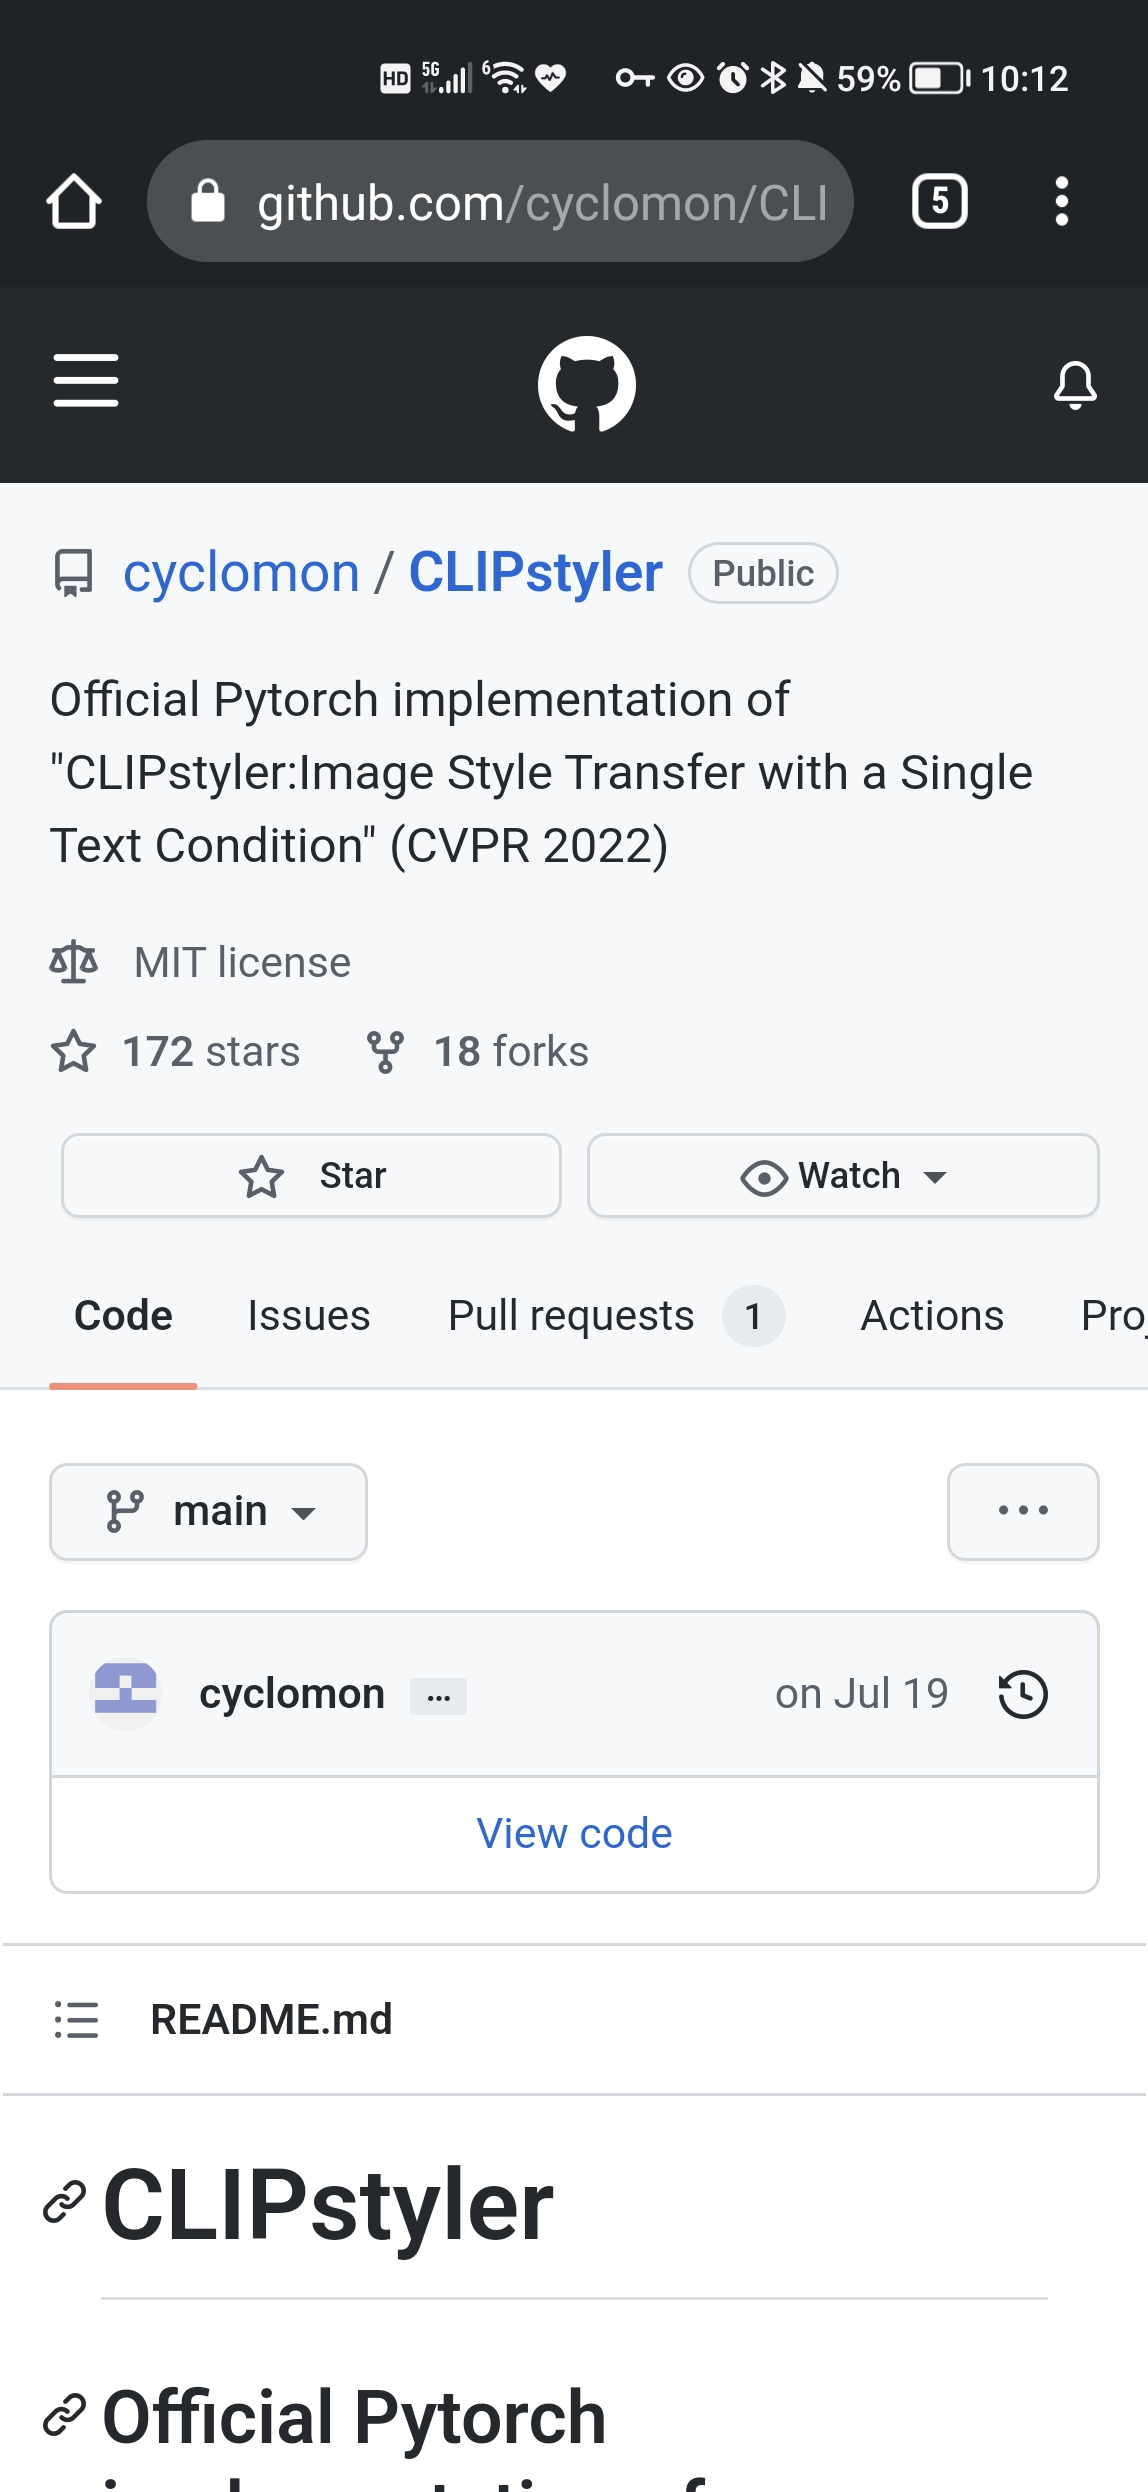 HD 5G 6 59% 10:12
github.com/cyclomon/CLI
5
cyclomon / CLIPstyler Public
Official Pytorch implementation of
"CLIPstyler:Image Style Transfer with a Single
Text Condition" (CVPR 2022)
MIT license
172 stars 18 forks
Star Watch
Code Issues Pull requests 1 Actions
main ...
cyclomon ... on Jul 19
View code
README.md
CLIPstyler
Official Pytorch